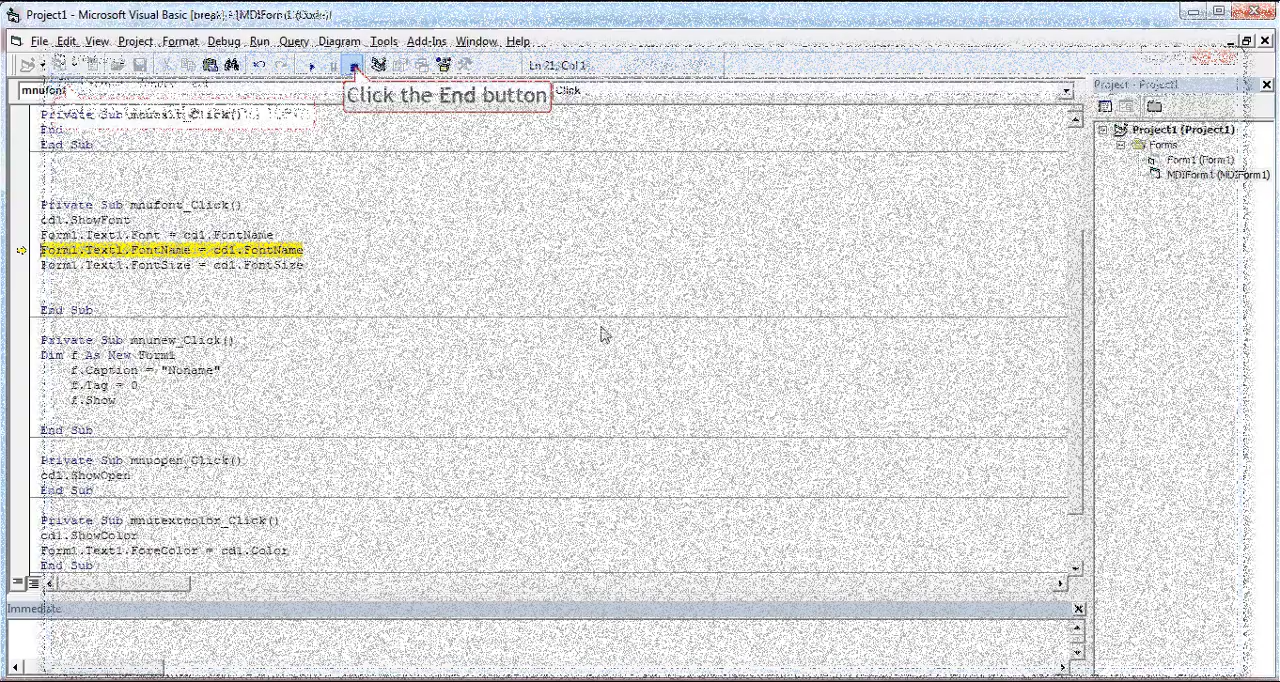 Project1 - Microsoft Visual Basic [break] - [MDIForm1 (Code)]
File Edit View Project Format Debug Run Query Diagram Tools Add-Ins Window Help
Ln 21, Col 1
Click the End button
mnufont
Click
Project - Project1
Private Sub mnuexit_Click()
End
End Sub
Project1 (Project1)
Forms
Form1 (Form1)
MDIForm1 (MDIForm1)
Private Sub mnufont_Click()
cd1.ShowFont
Form1.Text1.Font = cd1.FontName
Form1.Text1.FontName = cd1.FontName
Form1.Text1.FontSize = cd1.FontSize
End Sub
Private Sub mnunew_Click()
Dim f As New Form1
f.Caption = "Noname"
f.Tag = 0
f.Show
End Sub
Private Sub mnuopen_Click()
cd1.ShowOpen
End Sub
Private Sub mnutextcolor_Click()
cd1.ShowColor
Form1.Text1.ForeColor = cd1.Color
End Sub
Immediate